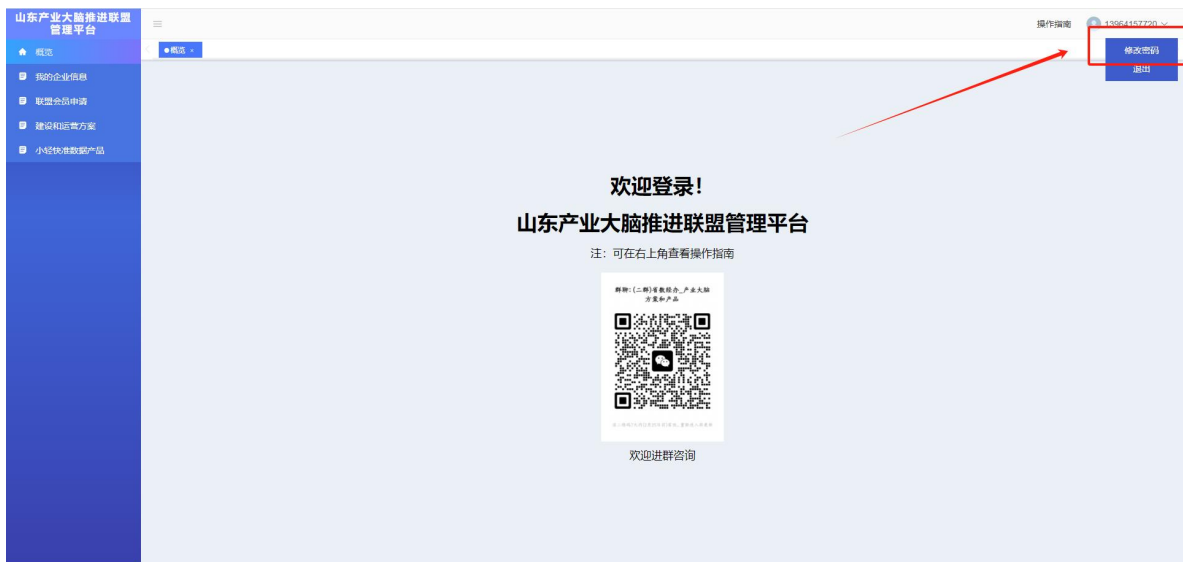 山东产业大脑推进联盟
管理平台
操作指南
13964157720
概览
概览
修改密码
退出
我的企业信息
联盟会员申请
建设和运营方案
小轻快准数据产品
欢迎登录！
山东产业大脑推进联盟管理平台
注：可在右上角查看操作指南
群聊：(二群)省数经办_产业大脑
方案和产品
欢迎进群咨询